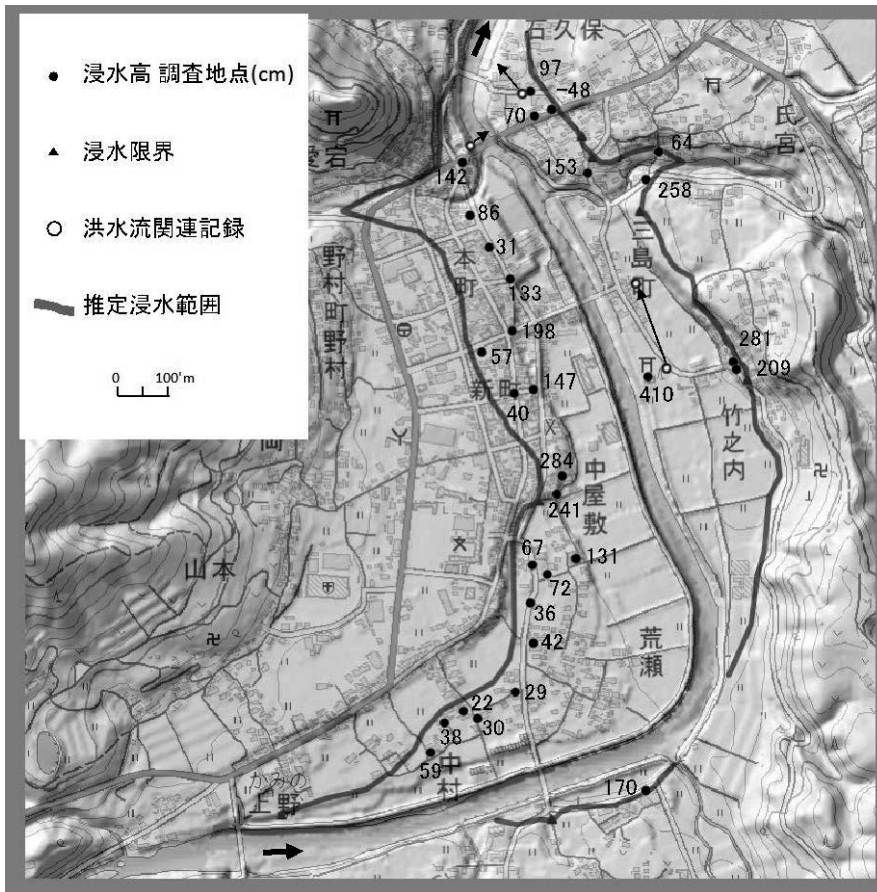 浸水高 調査地点(cm)
浸水限界
洪水流関連記録
推定浸水範囲
0 100'm
石久保
97
-48
70
氏宮
64
愛宕
142
153
258
86
三島町
31
本町
野村町野村
133
198
281
57
209
147
410
新町
40
竹之内
岡
284
中屋敷
241
67
131
72
山本
36
42
荒瀬
29
22
30
38
59
中村
かみの
上野
170